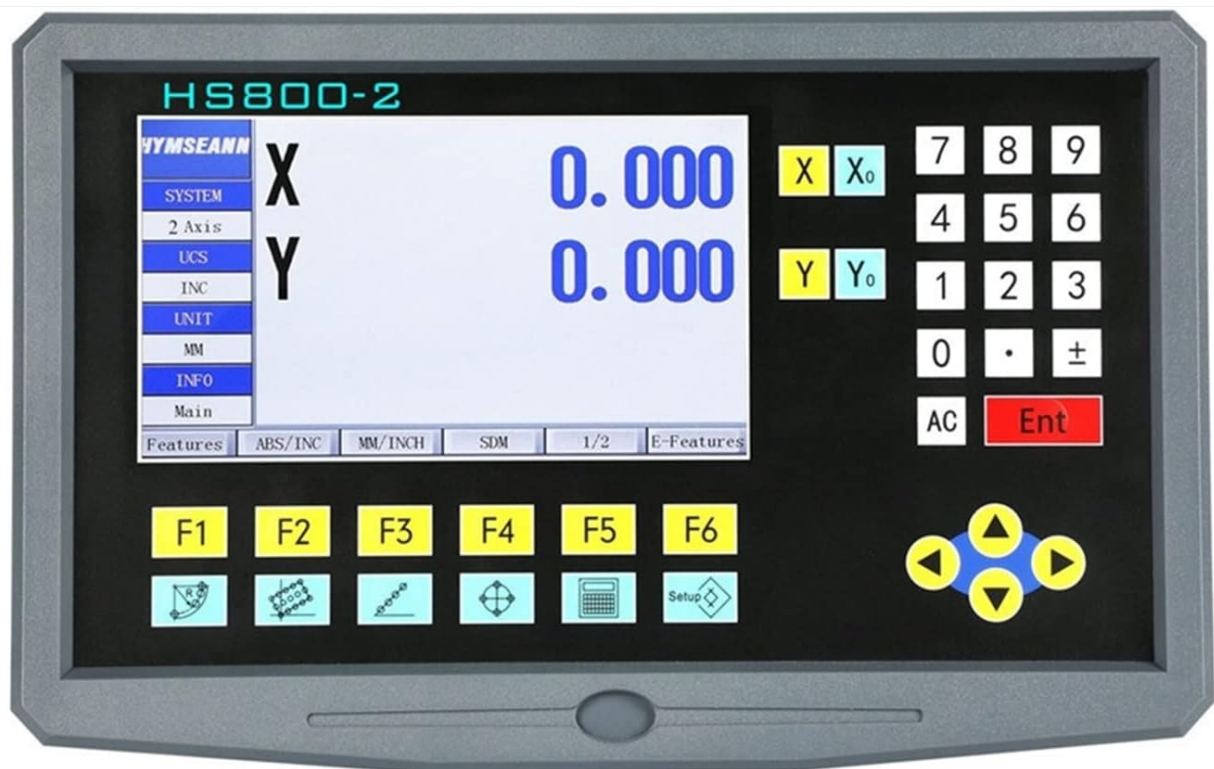 HS800-2
HYMSEANN
X 0.000
SYSTEM
2 Axis
Y 0.000
UCS
INC
UNIT
MM
INFO
Main
Features ABS/INC MM/INCH SDM 1/2 E-Features
X X₀
Y Y₀
7 8 9
4 5 6
1 2 3
0 . ±
AC Ent
F1 F2 F3 F4 F5 F6
R
Setup